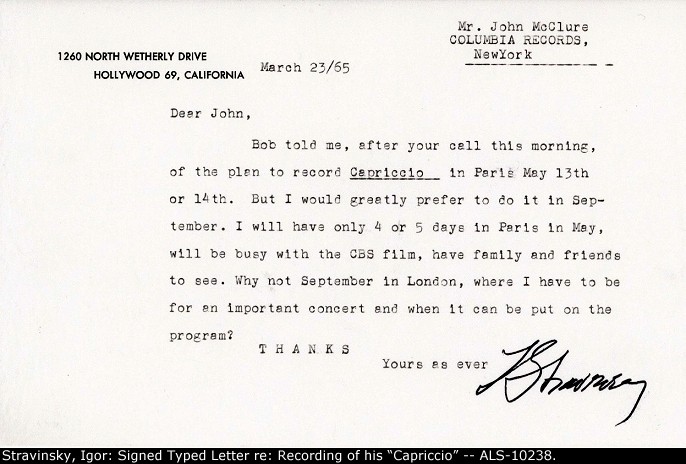 Mr. John McClure
COLUMBIA RECORDS,
NewYork
1260 NORTH WETHERLY DRIVE
HOLLYWOOD 69, CALIFORNIA
March 23/65
Dear John,
Bob told me, after your call this morning,
of the plan to record Capriccio in Paris May 13th
or 14th. But I would greatly prefer to do it in Sep-
tember. I will have only 4 or 5 days in Paris in May,
will be busy with the CBS film, have family and friends
to see. Why not September in London, where I have to be
for an important concert and when it can be put on the
program?
T H A N K S
Yours as ever
IStravinsky
Stravinsky, Igor: Signed Typed Letter re: Recording of his “Capriccio” -- ALS-10238.